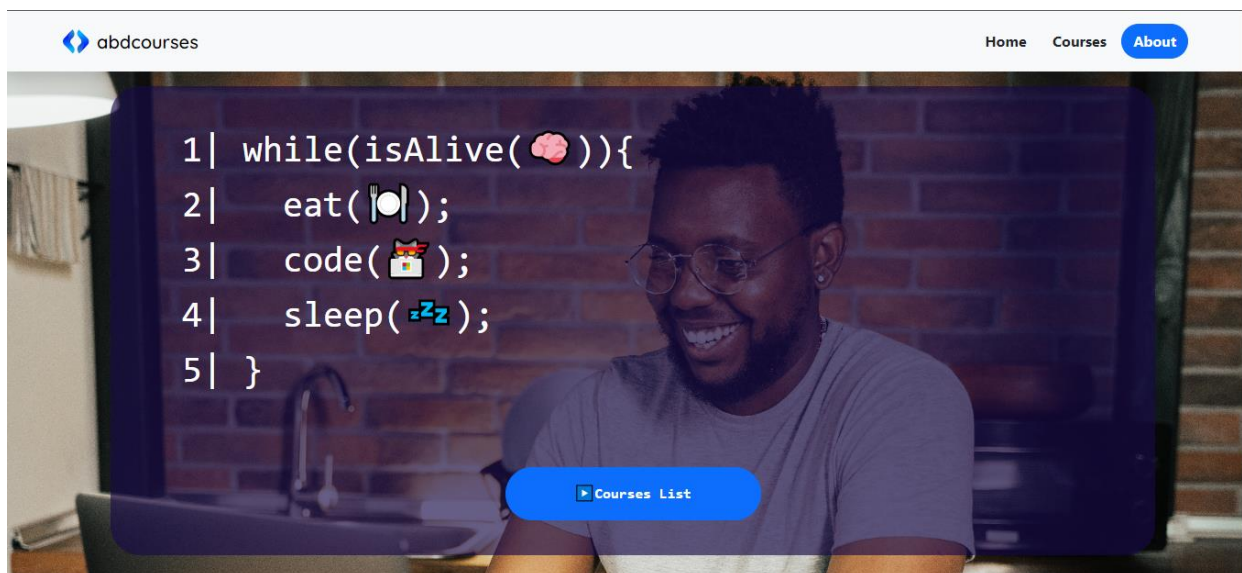 abdcourses
Home Courses About
1| while(isAlive(🧠)){
2|   eat(🍽️);
3|   code(🐱‍💻);
4|   sleep(💤);
5| }
▶️Courses List